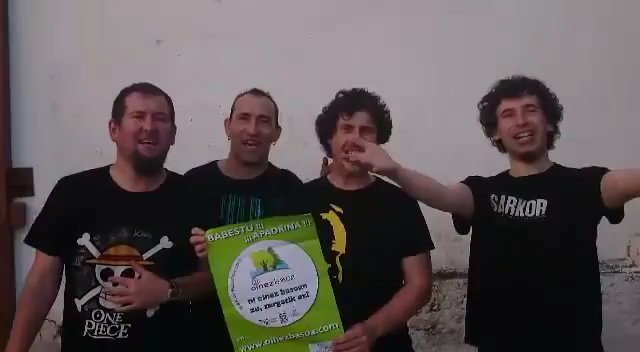 ONE
PIECE
BABESTU !!!
¡¡¡APADRINA !!!
OINEZBASOA
ni oinez basoan
zu, zergatik ez?
www.oinezbasoa.com
SARKOR